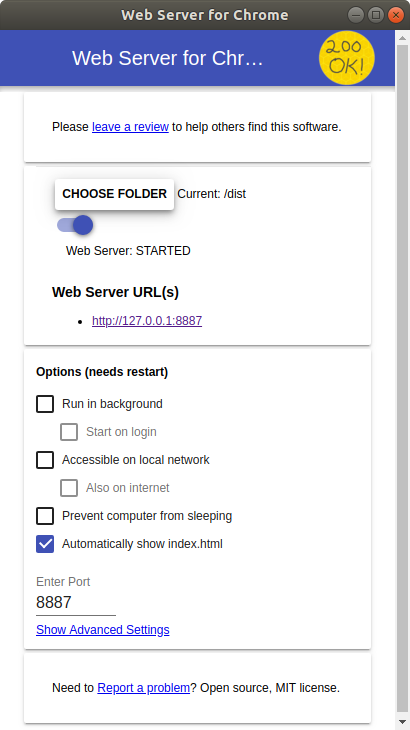 Web Server for Chrome
Web Server for Chr…
200
OK!
Please leave a review to help others find this software.
CHOOSE FOLDER Current: /dist
Web Server: STARTED
Web Server URL(s)
http://127.0.0.1:8887
Options (needs restart)
Run in background
Start on login
Accessible on local network
Also on internet
Prevent computer from sleeping
Automatically show index.html
Enter Port
8887
Show Advanced Settings
Need to Report a problem? Open source, MIT license.